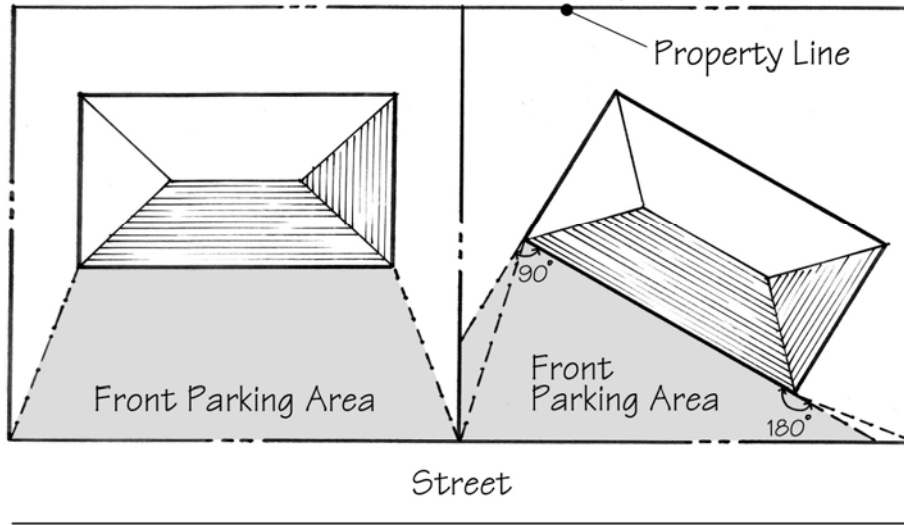 Property Line
90°
Front
Parking Area
Front Parking Area
180°
Street